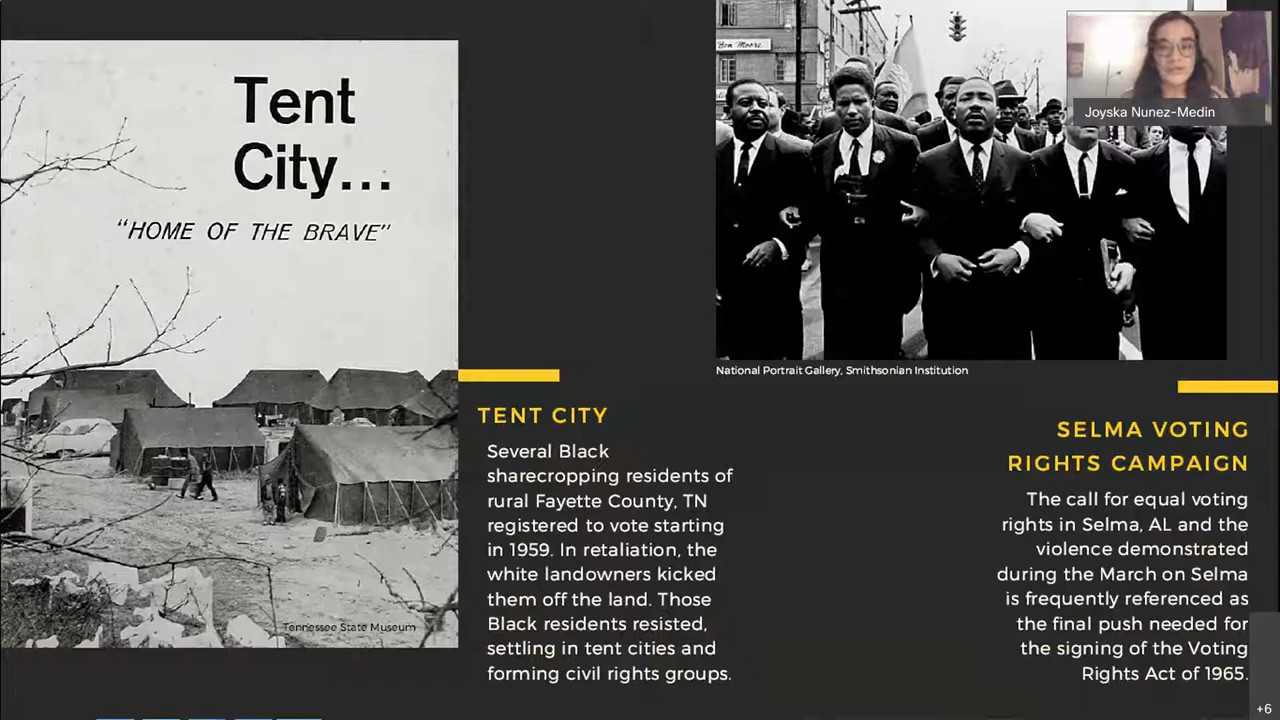 Tent
City...
"HOME OF THE BRAVE"
Tennessee State Museum
TENT CITY
Several Black
sharecropping residents of
rural Fayette County, TN
registered to vote starting
in 1959. In retaliation, the
white landowners kicked
them off the land. Those
Black residents resisted,
settling in tent cities and
forming civil rights groups.
Ben Moore
National Portrait Gallery, Smithsonian Institution
SELMA VOTING
RIGHTS CAMPAIGN
The call for equal voting
rights in Selma, AL and the
violence demonstrated
during the March on Selma
is frequently referenced as
the final push needed for
the signing of the Voting
Rights Act of 1965.
Joyska Nunez-Medin
+6